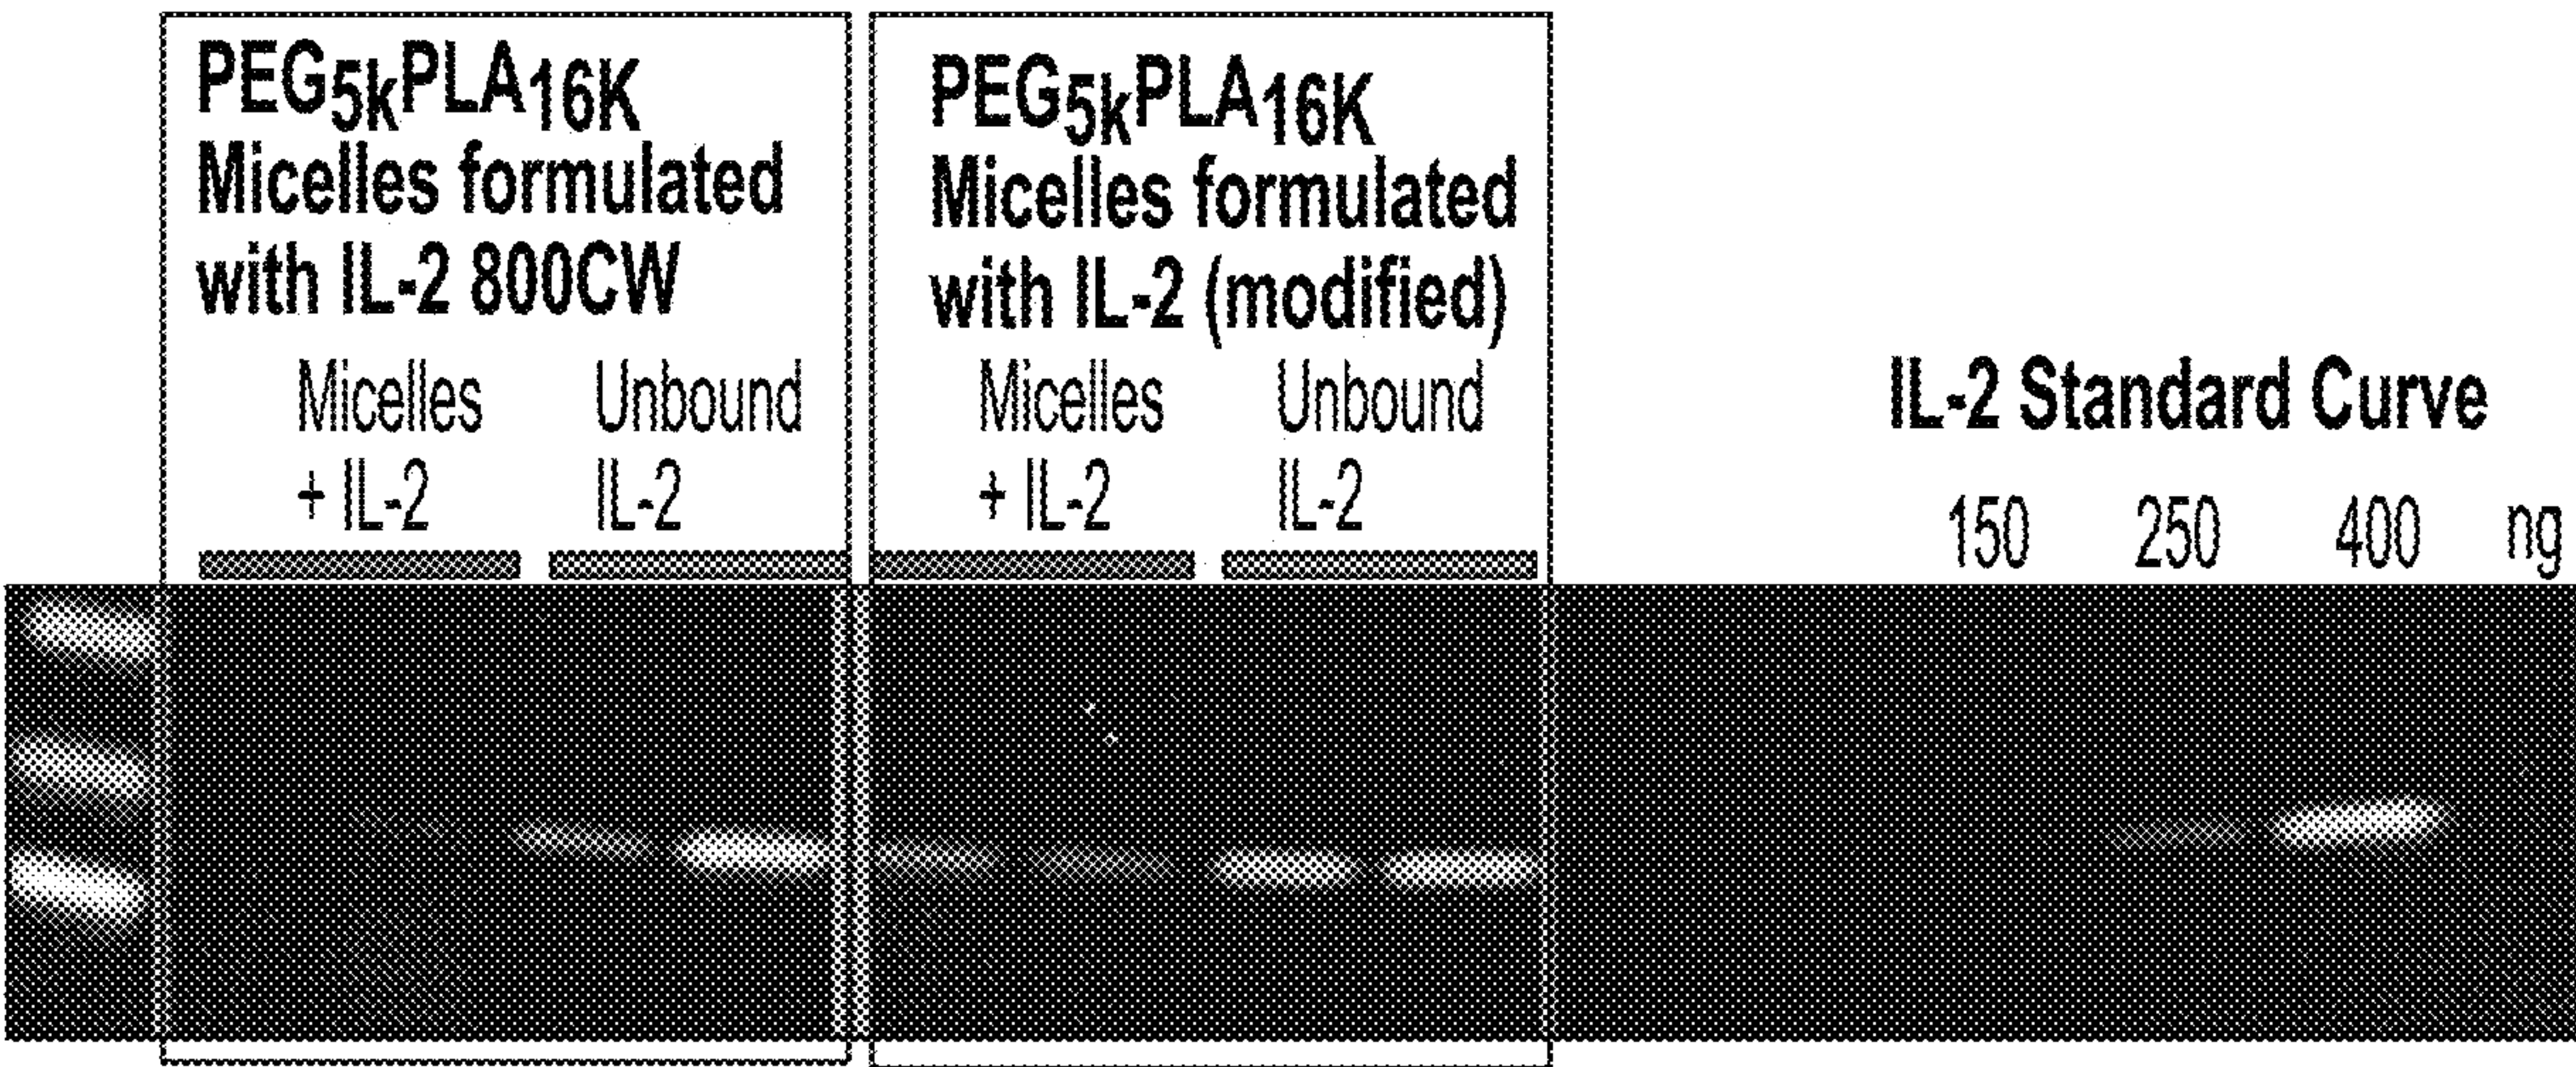 PEG5kPLA16K
Micelles formulated
with IL-2 800CW
Micelles
+ IL-2
Unbound
IL-2
PEG5kPLA16K
Micelles formulated
with IL-2 (modified)
Micelles
+ IL-2
Unbound
IL-2
IL-2 Standard Curve
150 250 400 ng